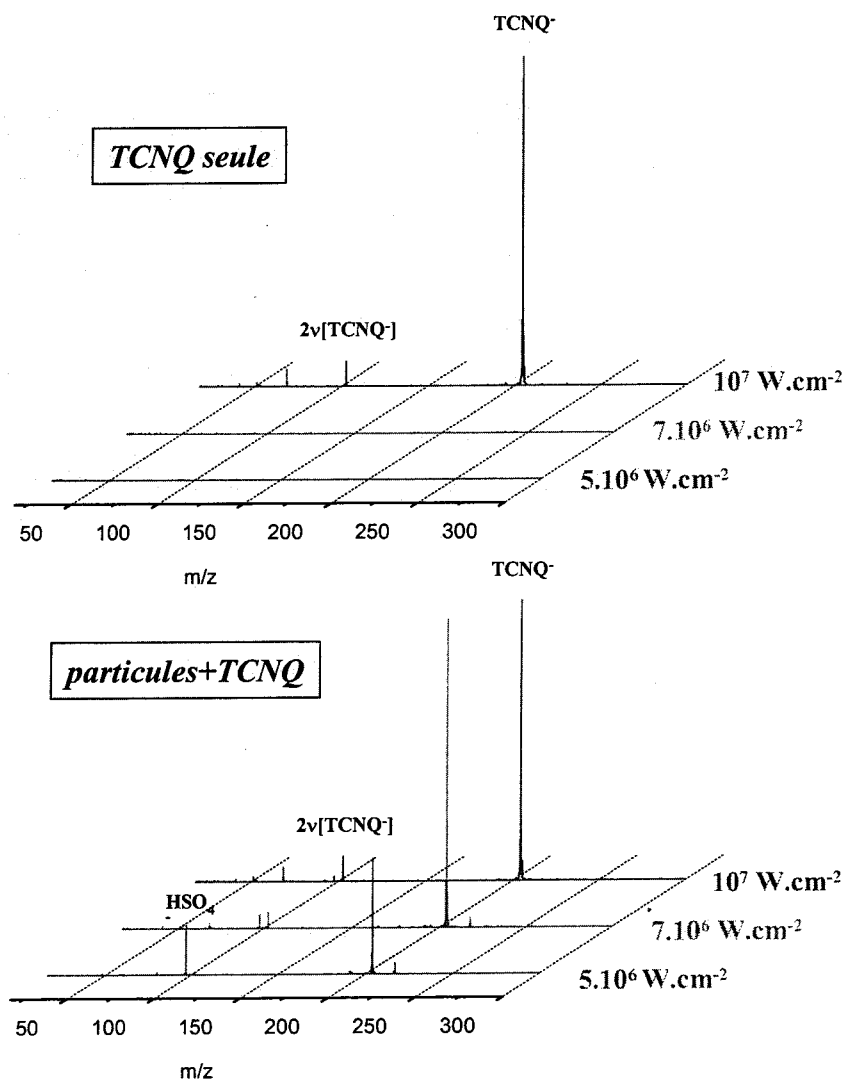 TCNQ⁻
TCNQ seule
2ν[TCNQ⁻]
10⁷ W.cm⁻²
7.10⁶ W.cm⁻²
5.10⁶ W.cm⁻²
50 100 150 200 250 300
m/z
TCNQ⁻
particules+TCNQ
2ν[TCNQ⁻]
HSO₄⁻
10⁷ W.cm⁻²
7.10⁶ W.cm⁻²
5.10⁶ W.cm⁻²
50 100 150 200 250 300
m/z